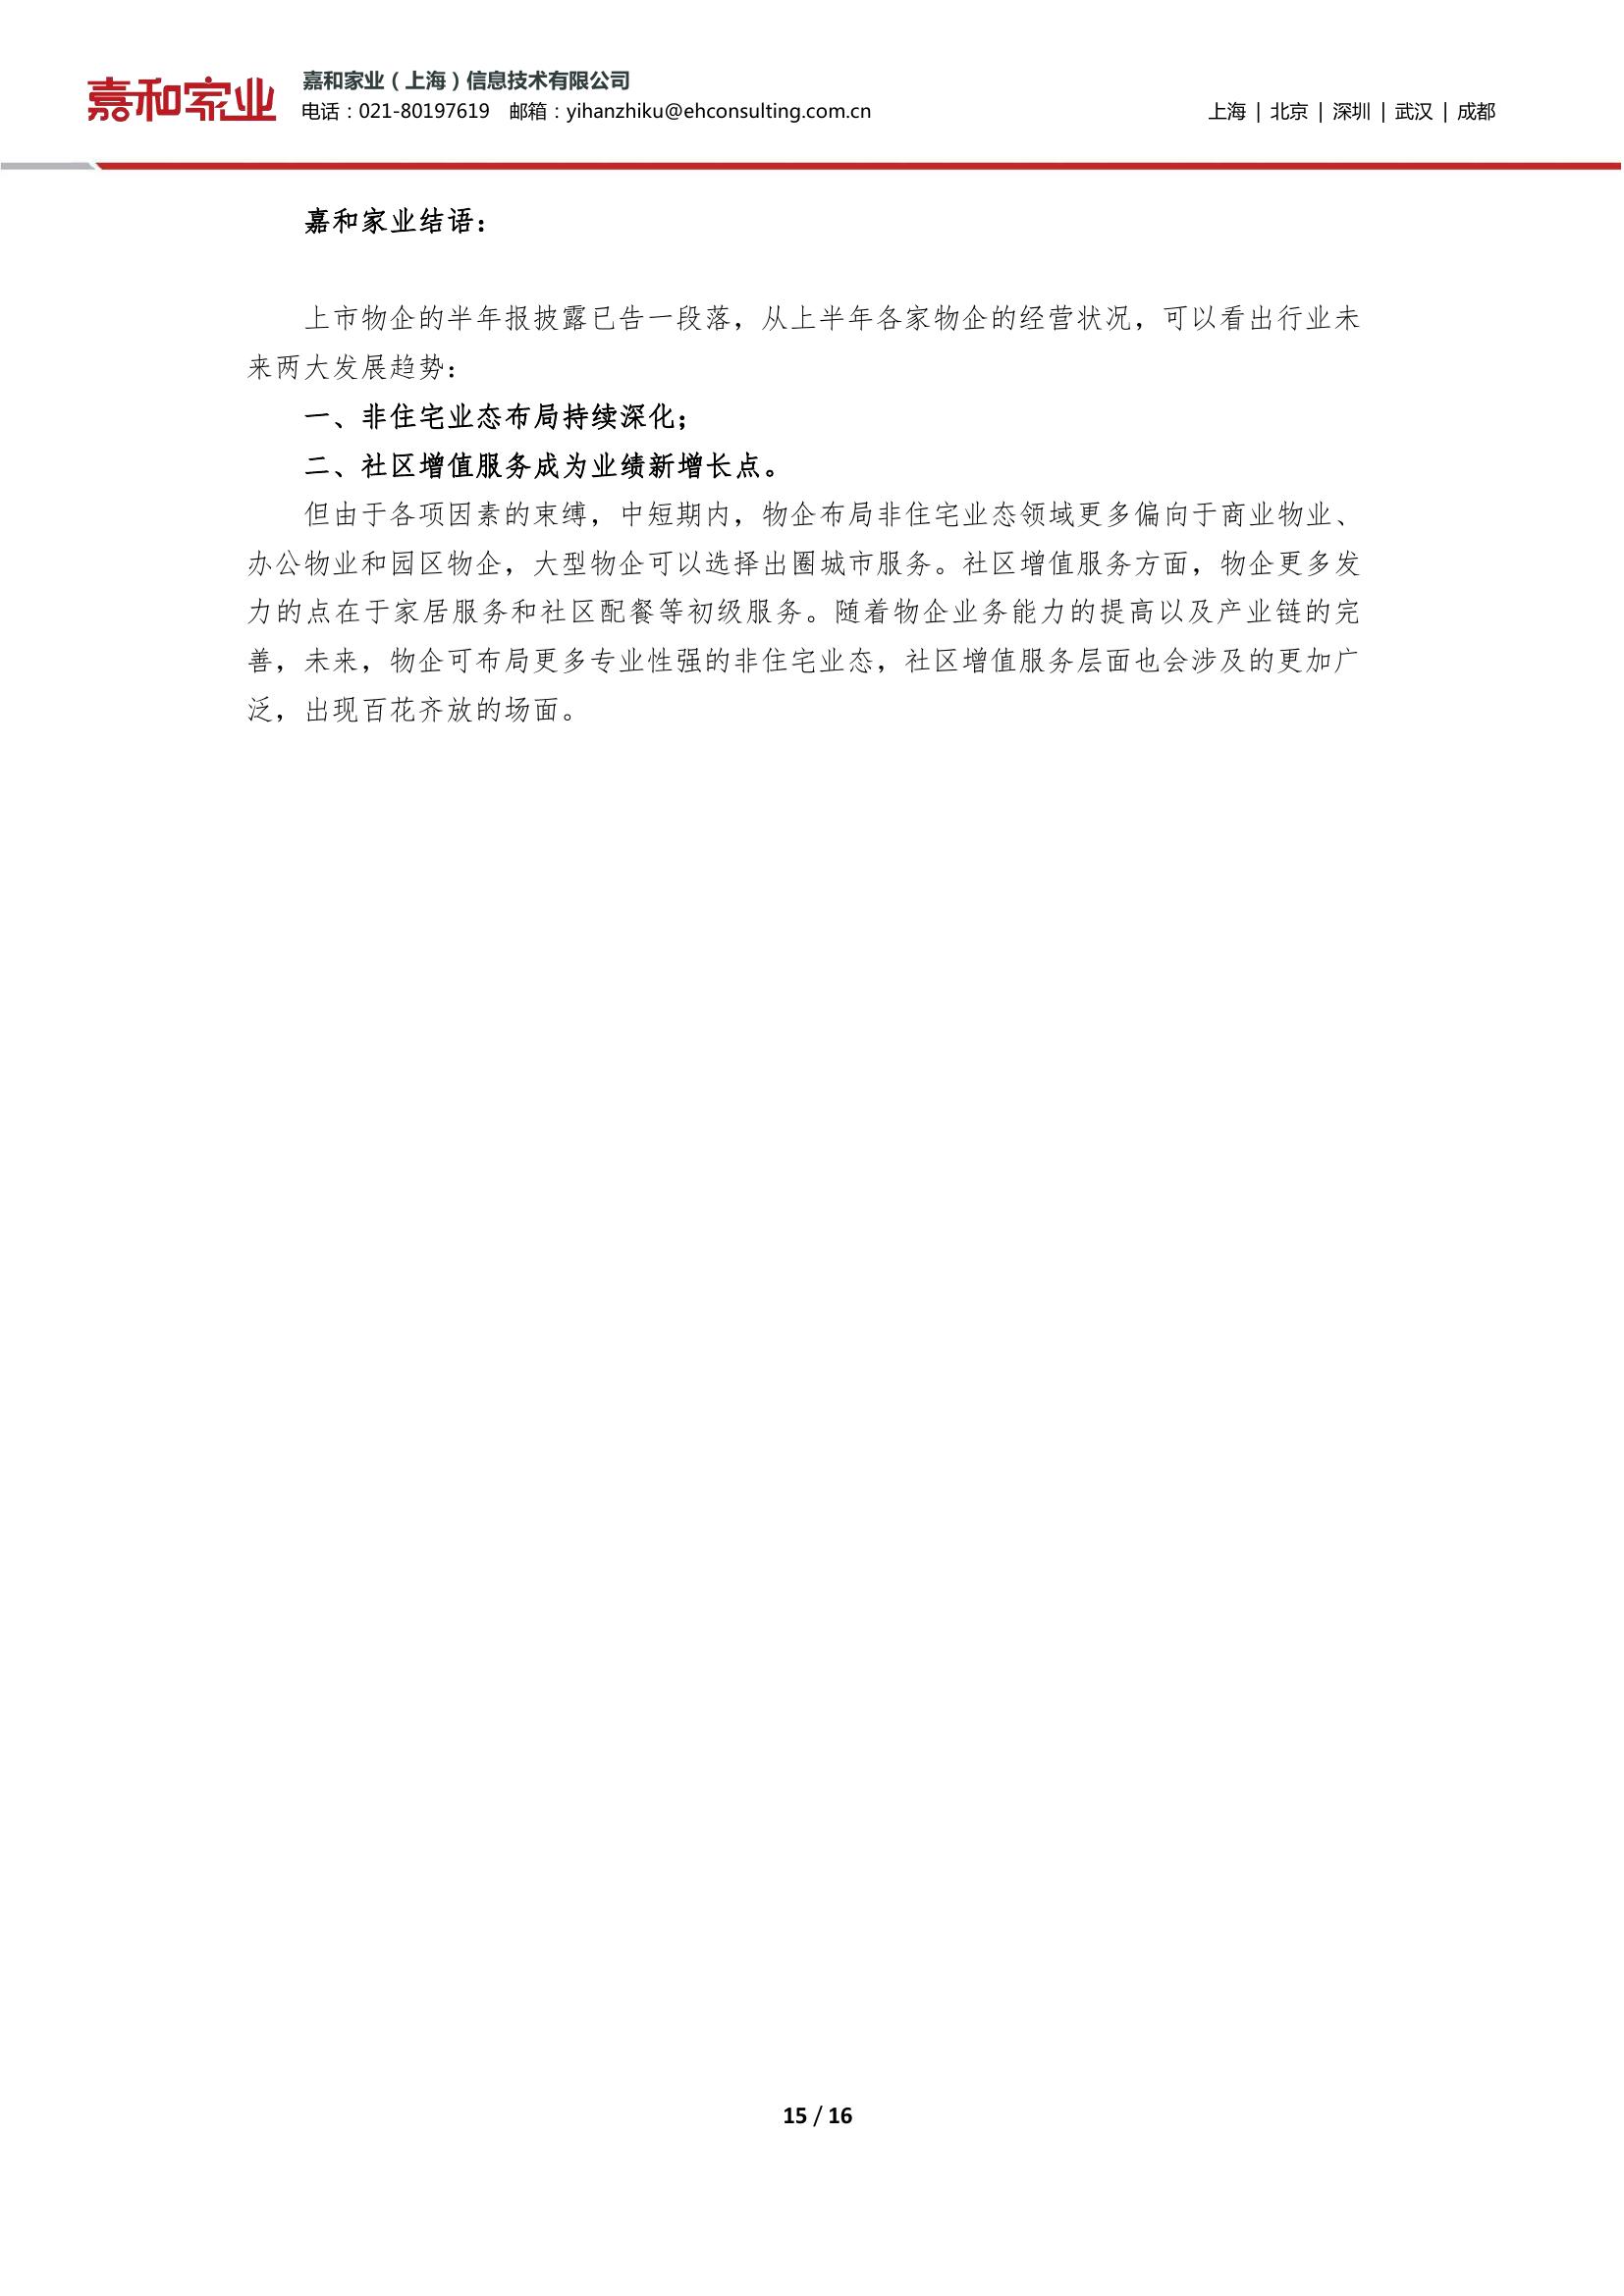 嘉和家业
嘉和家业（上海）信息技术有限公司
电话：021-80197619 邮箱：yihanzhiku@ehconsulting.com.cn
上海 | 北京 | 深圳 | 武汉 | 成都
嘉和家业结语：
上市物企的半年报披露已告一段落，从上半年各家物企的经营状况，可以看出行业未
来两大发展趋势：
一、非住宅业态布局持续深化；
二、社区增值服务成为业绩新增长点。
但由于各项因素的束缚，中短期内，物企布局非住宅业态领域更多偏向于商业物业、
办公物业和园区物企，大型物企可以选择出圈城市服务。社区增值服务方面，物企更多发
力的点在于家居服务和社区配餐等初级服务。随着物企业务能力的提高以及产业链的完
善，未来，物企可布局更多专业性强的非住宅业态，社区增值服务层面也会涉及的更加广
泛，出现百花齐放的场面。
15 / 16